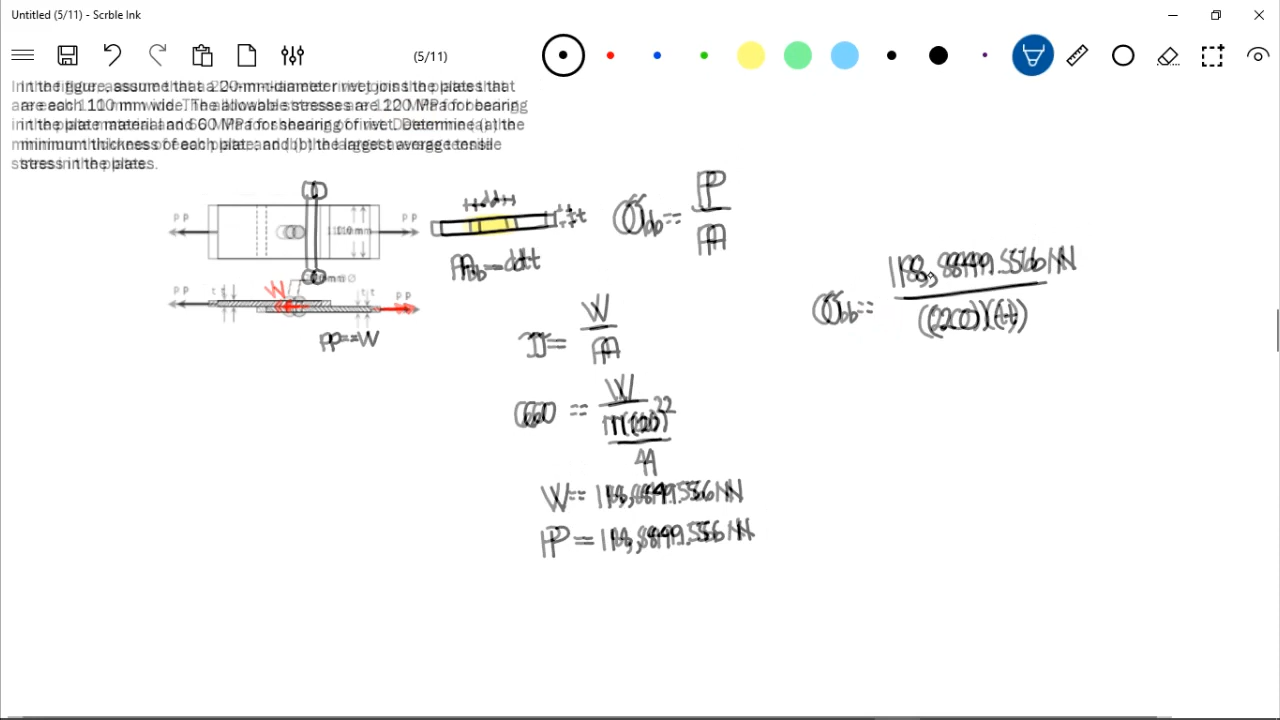 Untitled (5/11) - Scrble Ink
(5/11)
In the figure, assume that a 20-mm-diameter rivet joins the plates that
are each 110 mm wide. The allowable stresses are 120 MPa for bearing
in the plate material and 60 MPa for shearing of rivet. Determine (a) the
minimum thickness of each plate; and (b) the largest average tensile
stress in the plates.
P P
110 mm
t t
P P
V
P = V
d t
A_b = dt
σ_b = P / A
τ = V / A
60 = V / (π(20)² / 4)
V = 18,849.556 N
P = 18,849.556 N
σ_b = 18,849.556 N / (20)(t)